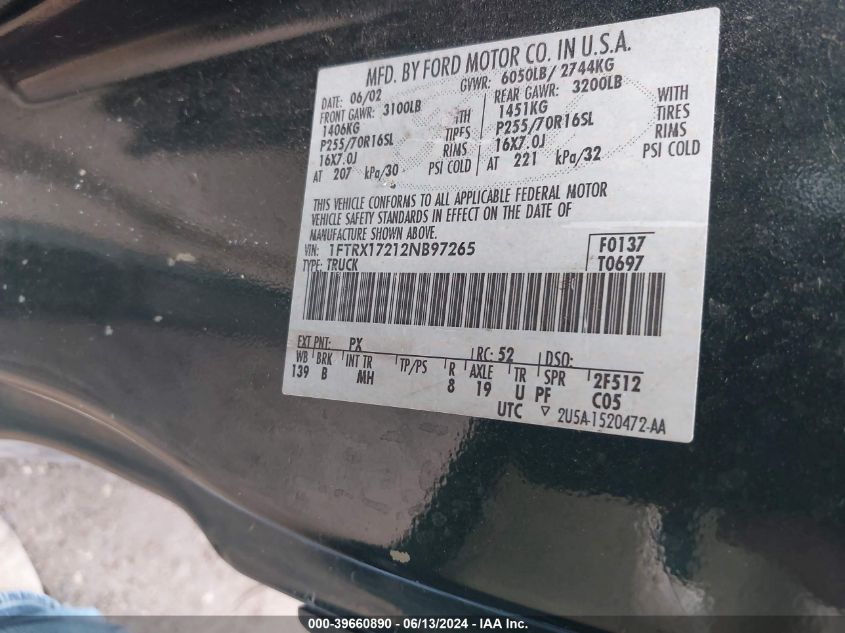 MFD. BY FORD MOTOR CO. IN U.S.A.
DATE: 06/02 GVWR: 6050LB/ 2744KG
FRONT GAWR: 3100LB REAR GAWR: 3200LB
1406KG WITH 1451KG WITH
P255/70R16SL TIRES P255/70R16SL TIRES
16X7.0J RIMS 16X7.0J RIMS
AT 207 kPa/30 PSI COLD AT 221 kPa/32 PSI COLD
THIS VEHICLE CONFORMS TO ALL APPLICABLE FEDERAL MOTOR
VEHICLE SAFETY STANDARDS IN EFFECT ON THE DATE OF
MANUFACTURE SHOWN ABOVE.
VIN: 1FTRX17212NB97265 F0137
TYPE: TRUCK T0697
EXT PNT: PX RC: 52 DSO:
WB BRK INT TR TP/PS R AXLE TR SPR 2F512
139 B MH 8 19 U PF C05
UTC ▽ 2U5A-1520472-AA
000-39660890 - 06/13/2024 - IAA Inc.